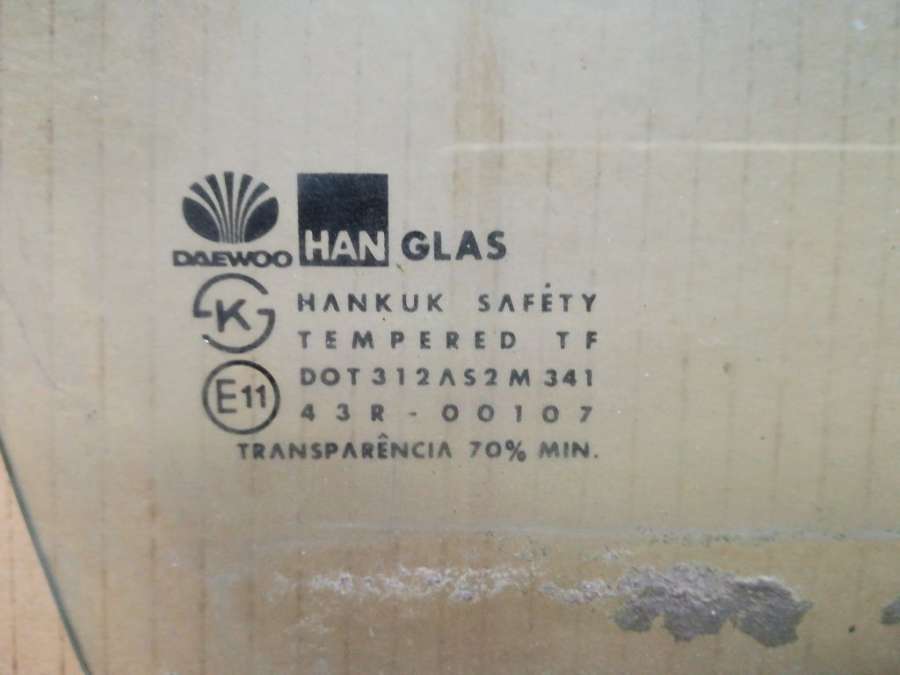 DAEWOO HAN GLAS
K HANKUK SAFETY
TEMPERED TF
E11 DOT 312 AS2 M 341
43R-00107
TRANSPARÊNCIA 70% MIN.